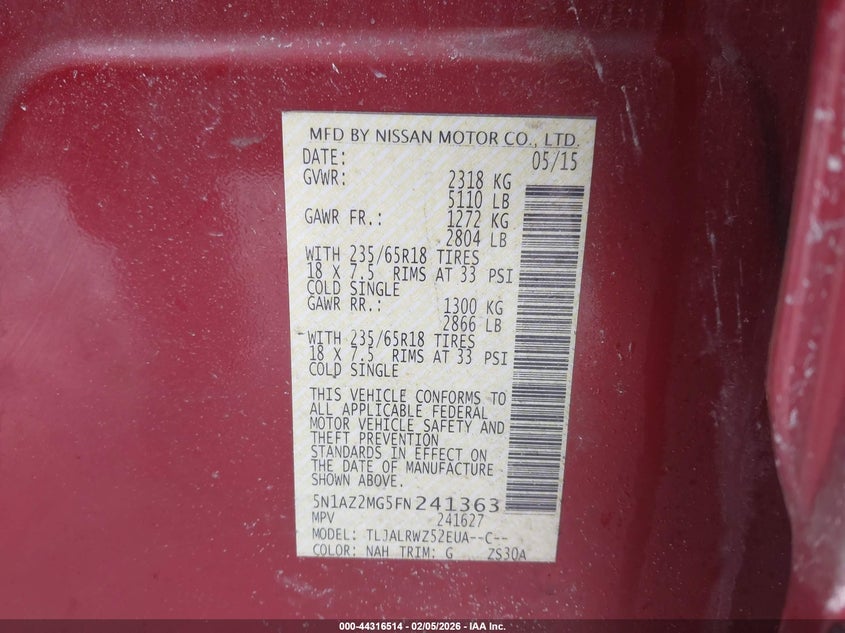 MFD BY NISSAN MOTOR CO., LTD.
DATE: 05/15
GVWR: 2318 KG
5110 LB
GAWR FR.: 1272 KG
2804 LB
WITH 235/65R18 TIRES
18 X 7.5 RIMS AT 33 PSI
COLD SINGLE
GAWR RR.: 1300 KG
2866 LB
WITH 235/65R18 TIRES
18 X 7.5 RIMS AT 33 PSI
COLD SINGLE
THIS VEHICLE CONFORMS TO
ALL APPLICABLE FEDERAL
MOTOR VEHICLE SAFETY AND
THEFT PREVENTION
STANDARDS IN EFFECT ON
THE DATE OF MANUFACTURE
SHOWN ABOVE.
5N1AZ2MG5FN241363
MPV 241627
MODEL: TLJALRWZ52EUA--C--
COLOR: NAH TRIM: G ZS30A
000-44316514 - 02/05/2026 - IAA Inc.